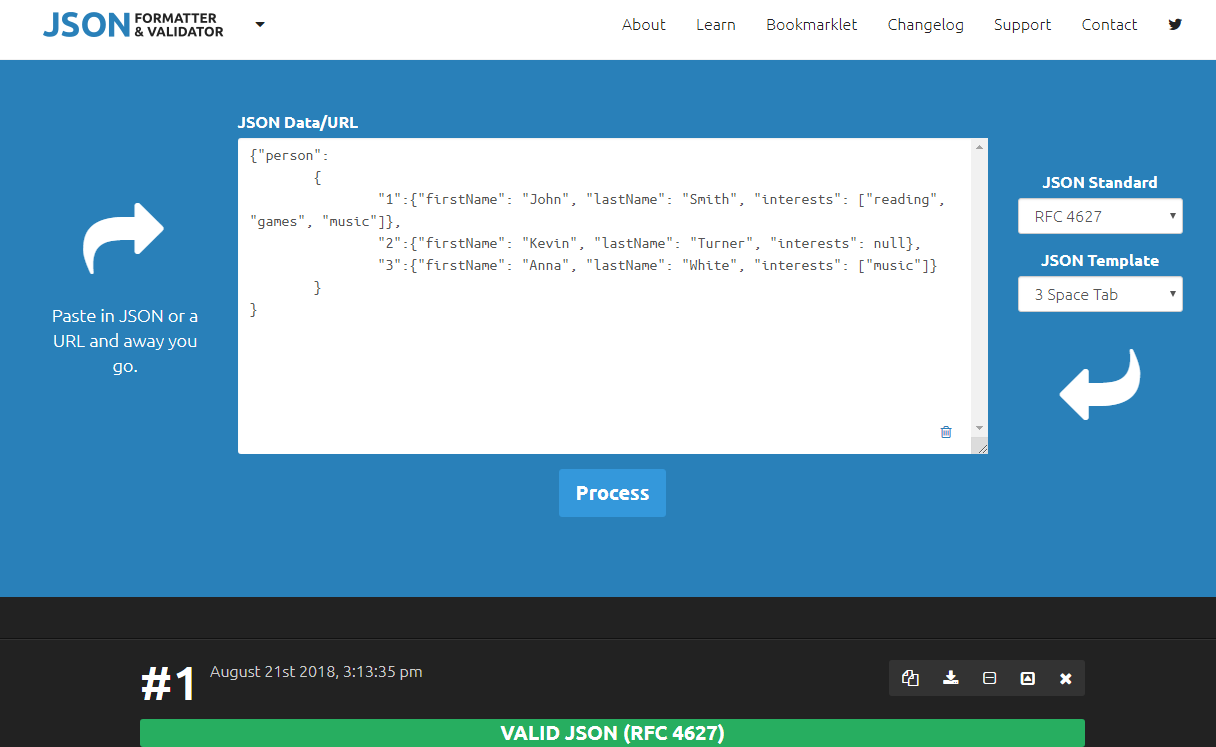 JSON FORMATTER
& VALIDATOR
About Learn Bookmarklet Changelog Support Contact
JSON Data/URL
{"person":
{
"1":{"firstName": "John", "lastName": "Smith", "interests": ["reading",
"games", "music"]},
"2":{"firstName": "Kevin", "lastName": "Turner", "interests": null},
"3":{"firstName": "Anna", "lastName": "White", "interests": ["music"]}
}
}
Paste in JSON or a
URL and away you
go.
JSON Standard
RFC 4627
JSON Template
3 Space Tab
Process
#1
August 21st 2018, 3:13:35 pm
VALID JSON (RFC 4627)